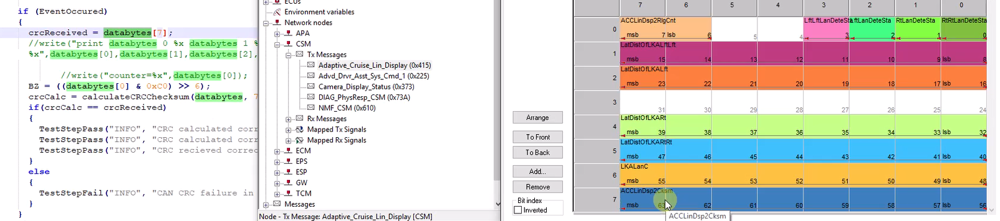 if (EventOccured)
{
crcReceived = databytes[7];
//write("print databytes 0 %x databytes 1 %
%x",databytes[0],databytes[1],databytes[2],
//write("counter=%x",databytes[0]);
BZ = ((databytes[0] & 0xC0) >> 6);
crcCalc = calculateCRCChecksum(databytes, 7
if(crcCalc == crcReceived)
{
TestStepPass("INFO", "CRC calculated corr
TestStepPass("INFO", "CRC calculated corr
TestStepPass("INFO", "CRC recieved correc
}
else
{
TestStepFail("INFO", "CAN CRC failure in
}
}
ECUs
Environment variables
Network nodes
APA
CSM
Tx Messages
Adaptive_Cruise_Lin_Display (0x415)
Advd_Drvr_Asst_Sys_Cmd_1 (0x225)
Camera_Display_Status (0x373)
DIAG_PhysResp_CSM (0x73A)
NMF_CSM (0x610)
Rx Messages
Mapped Tx Signals
Mapped Rx Signals
ECM
EPS
ESP
GW
TCM
Messages
Node - Tx Message: Adaptive_Cruise_Lin_Display [CSM]
Arrange
To Front
To Back
Add...
Remove
Bit index
Inverted
7 6 5 4 3 2 1 0
0
ACCLinDsp2RlgCnt LftLftLanDeteSta LftLanDeteSta RtLanDeteSta RtRtLanDeteSta
msb 7 lsb 6 5 4 3 2 1 0
1
LatDistOfLKALftLft
msb 15 14 13 12 11 10 9 lsb 8
2
LatDistOfLKALft
msb 23 22 21 20 19 18 17 lsb 16
3
31 30 29 28 27 26 25 24
4
LatDistOfLKARt
msb 39 38 37 36 35 34 33 lsb 32
5
LatDistOfLKARtRt
msb 47 46 45 44 43 42 41 lsb 40
6
LKALanC
msb 55 54 53 52 51 50 49 lsb 48
7
ACCLinDsp2Cksm
msb 63 62 61 60 59 58 57 lsb 56
ACCLinDsp2Cksm